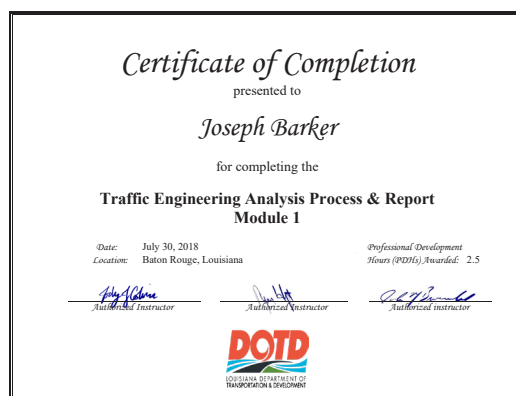 Certificate of Completion
presented to
Joseph Barker
for completing the
Traffic Engineering Analysis Process & Report
Module 1
Date: July 30, 2018
Location: Baton Rouge, Louisiana
Professional Development
Hours (PDHs) Awarded: 2.5
Authorized Instructor
Authorized Instructor
Authorized instructor
DOTD
LOUISIANA DEPARTMENT OF
TRANSPORTATION & DEVELOPMENT